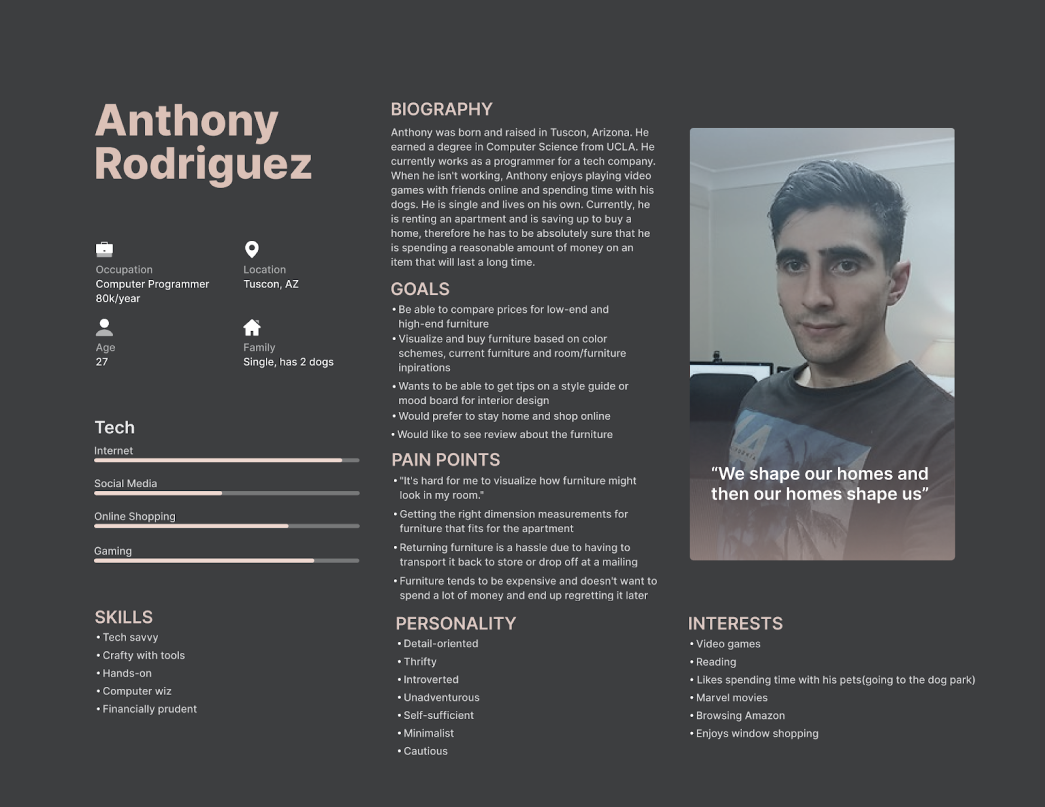 Anthony
Rodriguez
Occupation
Computer Programmer
80k/year
Location
Tuscon, AZ
Age
27
Family
Single, has 2 dogs
Tech
Internet
Social Media
Online Shopping
Gaming
SKILLS
• Tech savvy
• Crafty with tools
• Hands-on
• Computer wiz
• Financially prudent
BIOGRAPHY
Anthony was born and raised in Tuscon, Arizona. He
earned a degree in Computer Science from UCLA. He
currently works as a programmer for a tech company.
When he isn't working, Anthony enjoys playing video
games with friends online and spending time with his
dogs. He is single and lives on his own. Currently, he
is renting an apartment and is saving up to buy a
home, therefore he has to be absolutely sure that he
is spending a reasonable amount of money on an
item that will last a long time.
GOALS
• Be able to compare prices for low-end and
high-end furniture
• Visualize and buy furniture based on color
schemes, current furniture and room/furniture
inpirations
• Wants to be able to get tips on a style guide or
mood board for interior design
• Would prefer to stay home and shop online
• Would like to see review about the furniture
PAIN POINTS
• "It's hard for me to visualize how furniture might
look in my room."
• Getting the right dimension measurements for
furniture that fits for the apartment
• Returning furniture is a hassle due to having to
transport it back to store or drop off at a mailing
• Furniture tends to be expensive and doesn't want to
spend a lot of money and end up regretting it later
PERSONALITY
• Detail-oriented
• Thrifty
• Introverted
• Unadventurous
• Self-sufficient
• Minimalist
• Cautious
“We shape our homes and
then our homes shape us”
INTERESTS
• Video games
• Reading
• Likes spending time with his pets(going to the dog park)
• Marvel movies
• Browsing Amazon
• Enjoys window shopping